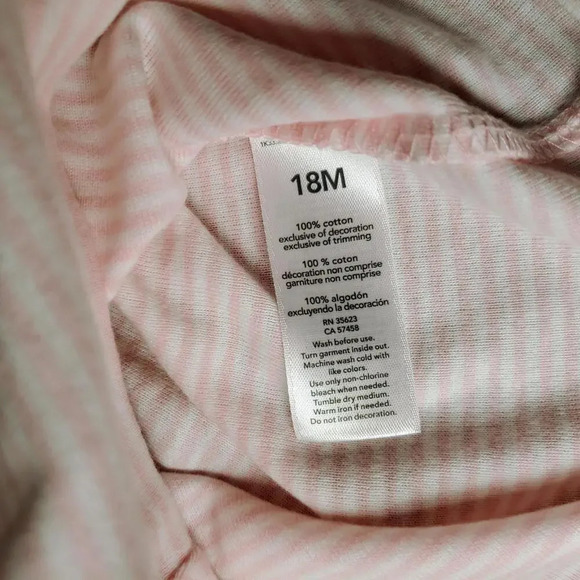 18M
100% cotton
exclusive of decoration
exclusive of trimming
100 % coton
décoration non comprise
garniture non comprise
100% algodón
excluyendo la decoración
RN 35623
CA 57458
Wash before use.
Turn garment inside out.
Machine wash cold with
like colors.
Use only non-chlorine
bleach when needed.
Tumble dry medium.
Warm iron if needed.
Do not iron decoration.